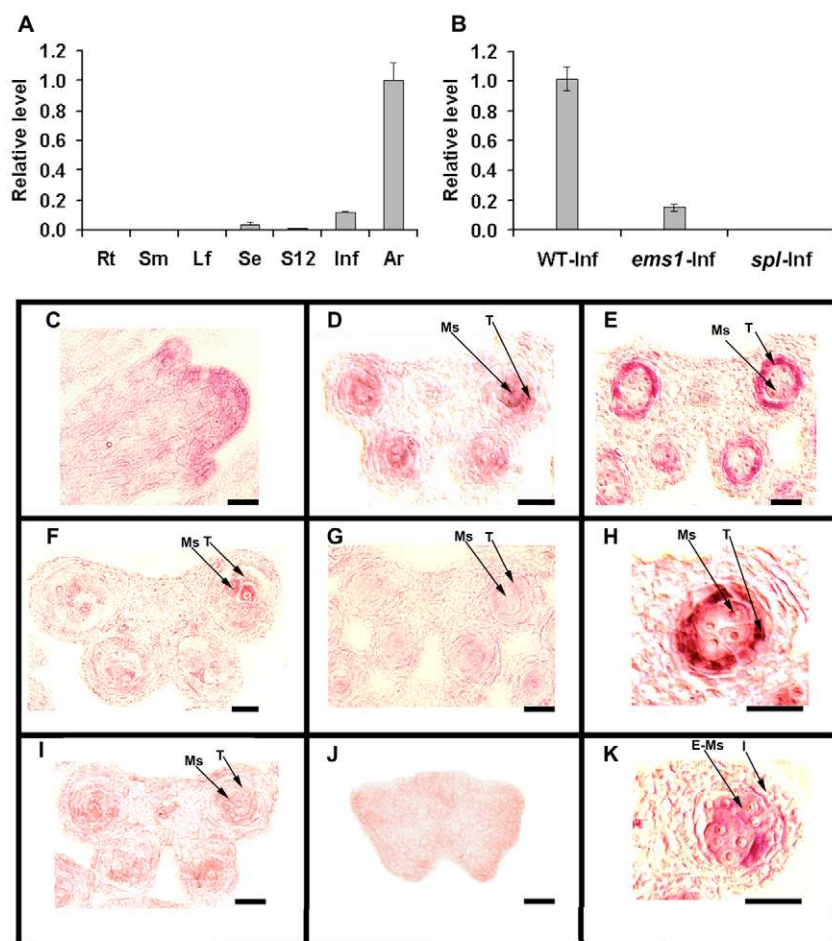 A
Relative level
1.2
1.0
0.8
0.6
0.4
0.2
0.0
Rt Sm Lf Se S12 Inf Ar
B
Relative level
1.2
1.0
0.8
0.6
0.4
0.2
0.0
WT-Inf ems1-Inf spl-Inf
C
D
Ms T
E
Ms T
F
Ms T
G
Ms T
H
Ms T
I
Ms T
J
K
E-Ms I